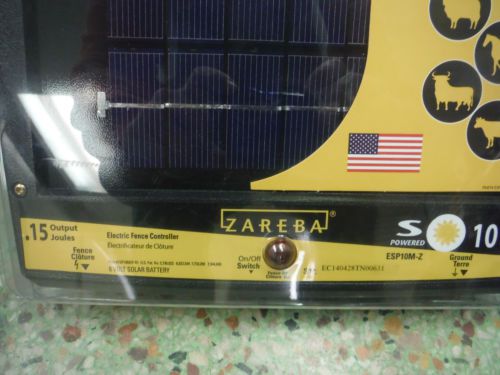 ZAREBA®
.15 Output
Joules
Electric Fence Controller
Électrificateur de Clôture
S 10
POWERED
ESP10M-Z
Fence
Clôture
6 VOLT SOLAR BATTERY
On/Off
Switch
EC140428TN00631
Ground
Terre